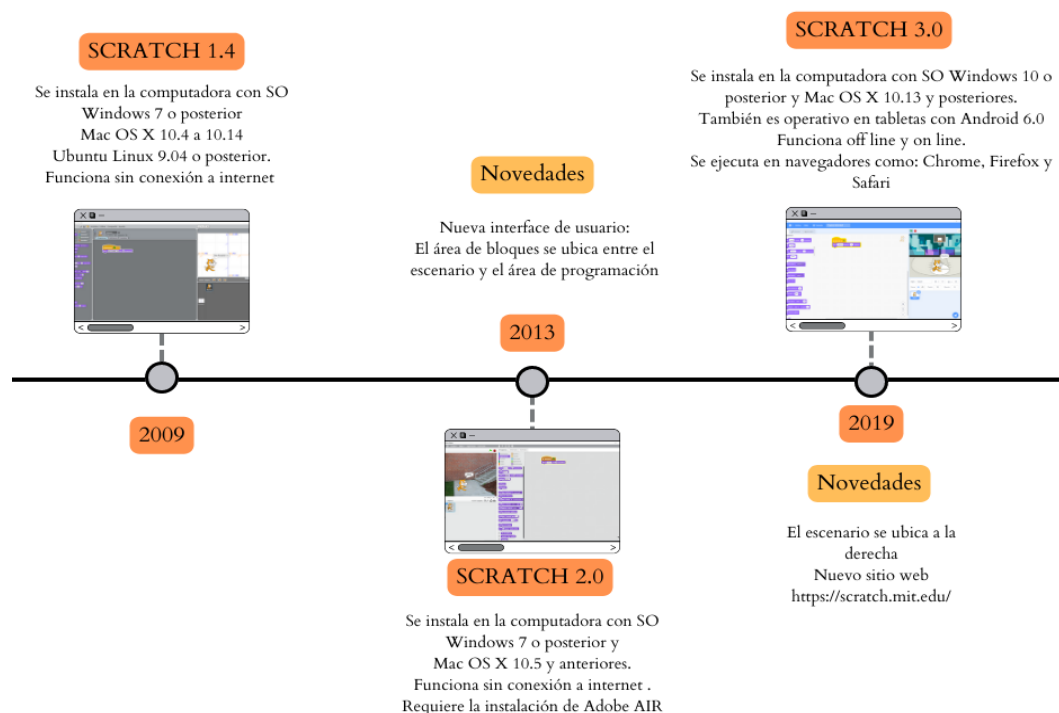 SCRATCH 1.4
Se instala en la computadora con SO
Windows 7 o posterior
Mac OS X 10.4 a 10.14
Ubuntu Linux 9.04 o posterior.
Funciona sin conexión a internet
2009
Novedades
Nueva interface de usuario:
El área de bloques se ubica entre el
escenario y el área de programación
2013
SCRATCH 2.0
Se instala en la computadora con SO
Windows 7 o posterior y
Mac OS X 10.5 y anteriores.
Funciona sin conexión a internet .
Requiere la instalación de Adobe AIR
SCRATCH 3.0
Se instala en la computadora con SO Windows 10 o
posterior y Mac OS X 10.13 y posteriores.
También es operativo en tabletas con Android 6.0
Funciona off line y on line.
Se ejecuta en navegadores como: Chrome, Firefox y
Safari
2019
Novedades
El escenario se ubica a la
derecha
Nuevo sitio web
https://scratch.mit.edu/